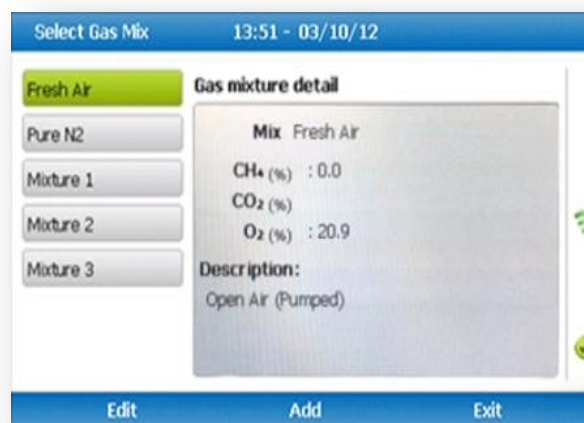 Select Gas Mix 13:51 - 03/10/12
Fresh Air
Pure N2
Mixture 1
Mixture 2
Mixture 3
Gas mixture detail
Mix Fresh Air
CH₄ (%) : 0.0
CO₂ (%)
O₂ (%) : 20.9
Description:
Open Air (Pumped)
Edit Add Exit